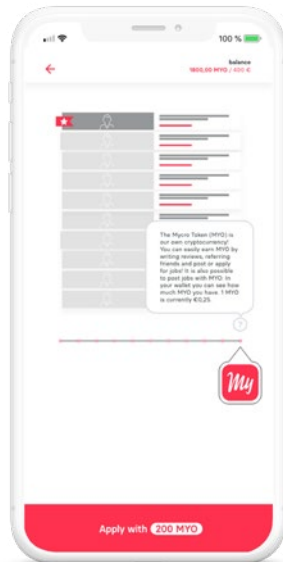 100 %
balance
1800,00 MYO / 400 €
The Mycro Token (MYO) is
our own cryptocurrency!
You can easily earn MYO by
writing reviews, referring
friends and post or apply
for jobs! It is also possible
to post jobs with MYO. In
your wallet you can see how
much MYO you have. 1 MYO
is currently €0,25.
?
My
Apply with 200 MYO